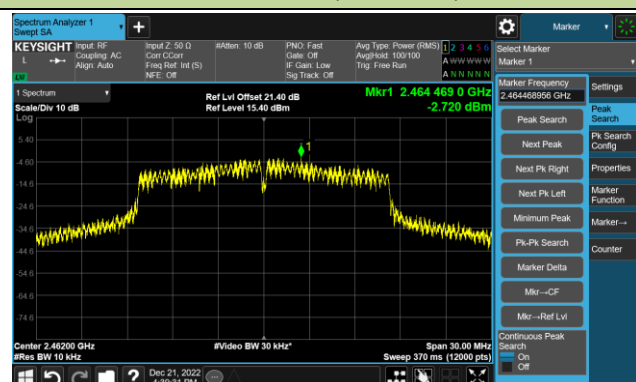 Spectrum Analyzer 1
Swept SA
Marker
KEYSIGHT
L
Input: RF
Coupling: AC
Align: Auto
Input Z: 50 Ω
Corr CCorr
Freq Ref: Int (S)
NFE: Off
#Atten: 10 dB
PNO: Fast
Gate: Off
IF Gain: Low
Sig Track: Off
Avg Type: Power (RMS)
Avg|Hold: 100/100
Trig: Free Run
1 2 3 4 5 6
A W W W W W
A N N N N N
LVI
Select Marker
Marker 1
1 Spectrum
Scale/Div 10 dB
Log
Ref Lvl Offset 21.40 dB
Ref Level 15.40 dBm
Mkr1 2.464 469 0 GHz
-2.720 dBm
Marker Frequency
2.464468956 GHz
Settings
Peak Search
Peak
Search
Next Peak
Pk Search
Config
Next Pk Right
Properties
Next Pk Left
Marker
Function
Minimum Peak
Marker→
Pk-Pk Search
Counter
Marker Delta
Mkr→CF
Mkr→Ref Lvl
Continuous Peak
Search
On
Off
1
5.40
-4.60
-14.6
-24.6
-34.6
-44.6
-54.6
-64.6
-74.6
Center 2.46200 GHz
#Res BW 10 kHz
#Video BW 30 kHz*
Span 30.00 MHz
Sweep 370 ms (12000 pts)
?
Dec 21, 2022